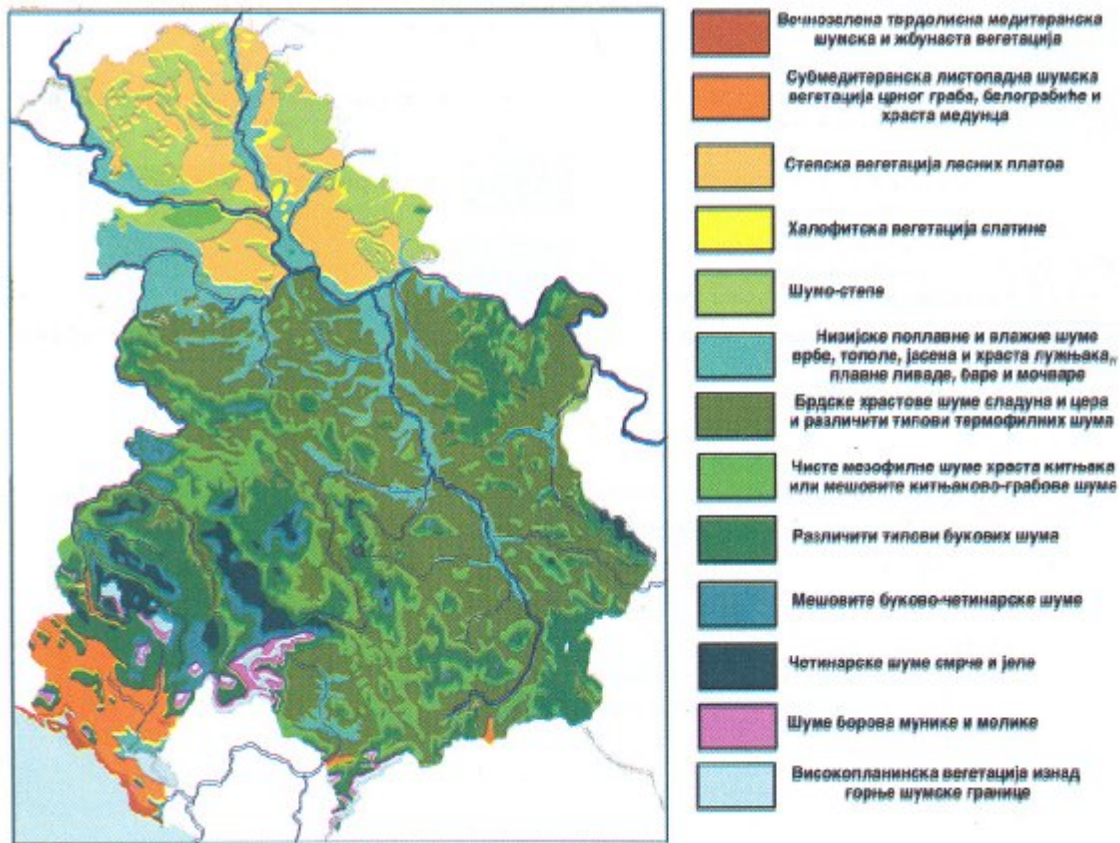 Вечнозелена тврдолисна медитеранска
шумска и жбунаста вегетација
Субмедитеранска листопадна шумска
вегетација црног граба, белограбиће и
храста медунца
Степска вегетација лесних платоа
Халофитска вегетација слатине
Шумо-степе
Низијске поплавне и влажне шуме
врбе, тополе, јасена и храста лужњака,
плавне ливаде, баре и мочваре
Брдске храстове шуме сладуна и цера
и различити типови термофилних шума
Чисте мезофилне шуме храста китњака
или мешовите китњаково-грабове шуме
Различити типови букових шума
Мешовите буково-четинарске шуме
Четинарске шуме смрче и јеле
Шуме борова мунике и молике
Високопланинска вегетација изнад
горње шумске границе